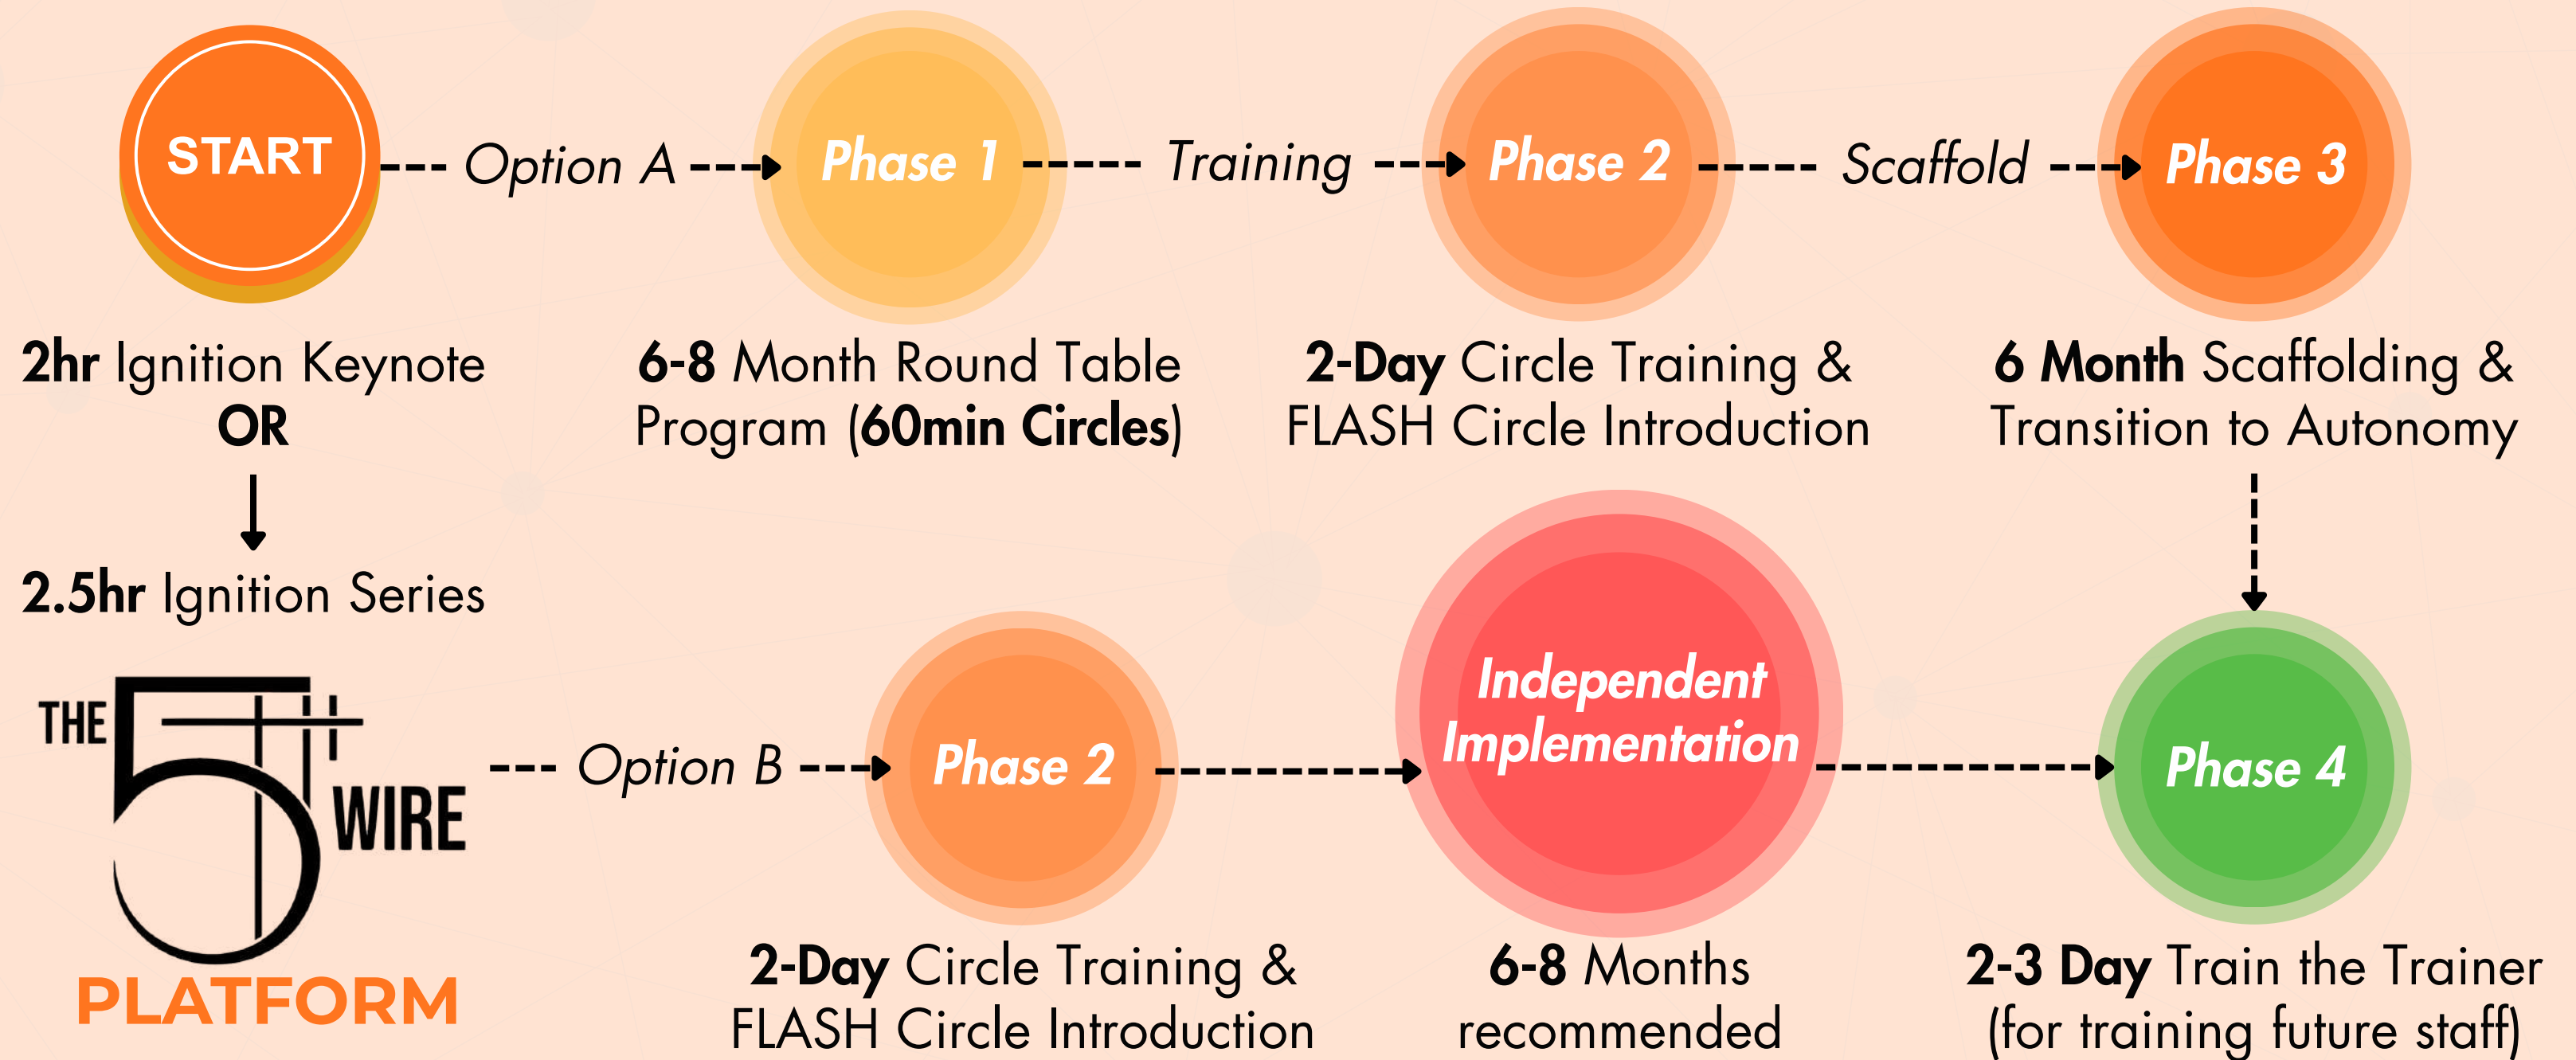 START
Option A
Phase 1
Training
Phase 2
Scaffold
Phase 3
2hr Ignition Keynote
OR
2.5hr Ignition Series
6-8 Month Round Table
Program (60min Circles)
2-Day Circle Training &
FLASH Circle Introduction
6 Month Scaffolding &
Transition to Autonomy
THE
5TH
WIRE
PLATFORM
Option B
Phase 2
2-Day Circle Training &
FLASH Circle Introduction
Independent
Implementation
6-8 Months
recommended
Phase 4
2-3 Day Train the Trainer
(for training future staff)